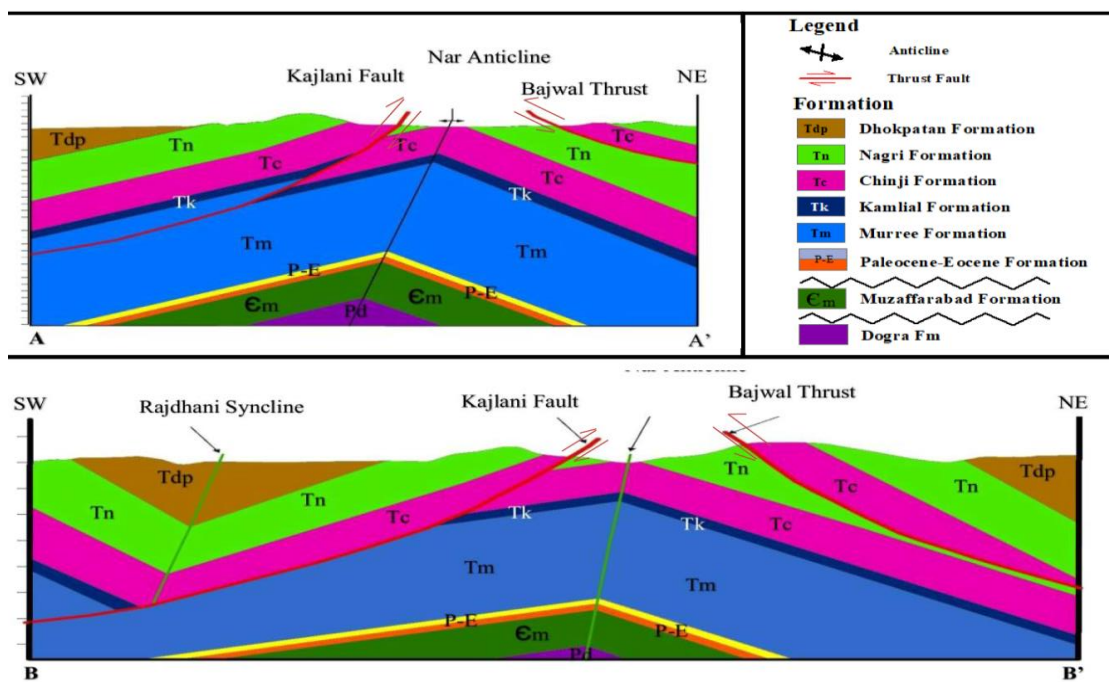 SW
Kajlani Fault
Nar Anticline
Bajwal Thrust
NE
Tdp
Tn
Tc
Tc
Tn
Tc
Tc
Tk
Tk
Tm
Tm
P-E
Єm
Єm
P-E
Pd
A
A'
Legend
Anticline
Thrust Fault
Formation
Tdp Dhokpatan Formation
Tn Nagri Formation
Tc Chinji Formation
Tk Kamlial Formation
Tm Murree Formation
P-E Paleocene-Eocene Formation
Єm Muzaffarabad Formation
Dogra Fm
SW
Rajdhani Syncline
Kajlani Fault
Nar Anticline
Bajwal Thrust
NE
Tdp
Tn
Tn
Tc
Tn
Tc
Tn
Tdp
Tk
Tk
Tc
Tm
Tm
P-E
Єm
P-E
Pd
B
B'